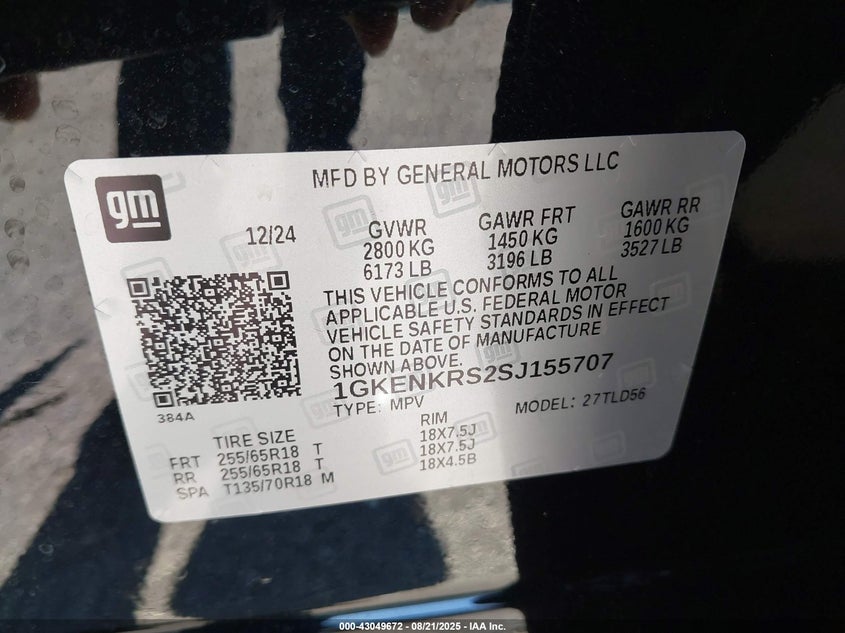 gm
MFD BY GENERAL MOTORS LLC
12/24
GVWR
2800 KG
6173 LB
GAWR FRT
1450 KG
3196 LB
GAWR RR
1600 KG
3527 LB
THIS VEHICLE CONFORMS TO ALL
APPLICABLE U.S. FEDERAL MOTOR
VEHICLE SAFETY STANDARDS IN EFFECT
ON THE DATE OF MANUFACTURE
SHOWN ABOVE.
1GKENKRS2SJ155707
TYPE: MPV
MODEL: 27TLD56
384A
TIRE SIZE RIM
FRT 255/65R18 T 18X7.5J
RR 255/65R18 T 18X7.5J
SPA T135/70R18 M 18X4.5B
000-43049672 - 08/21/2025 - IAA Inc.